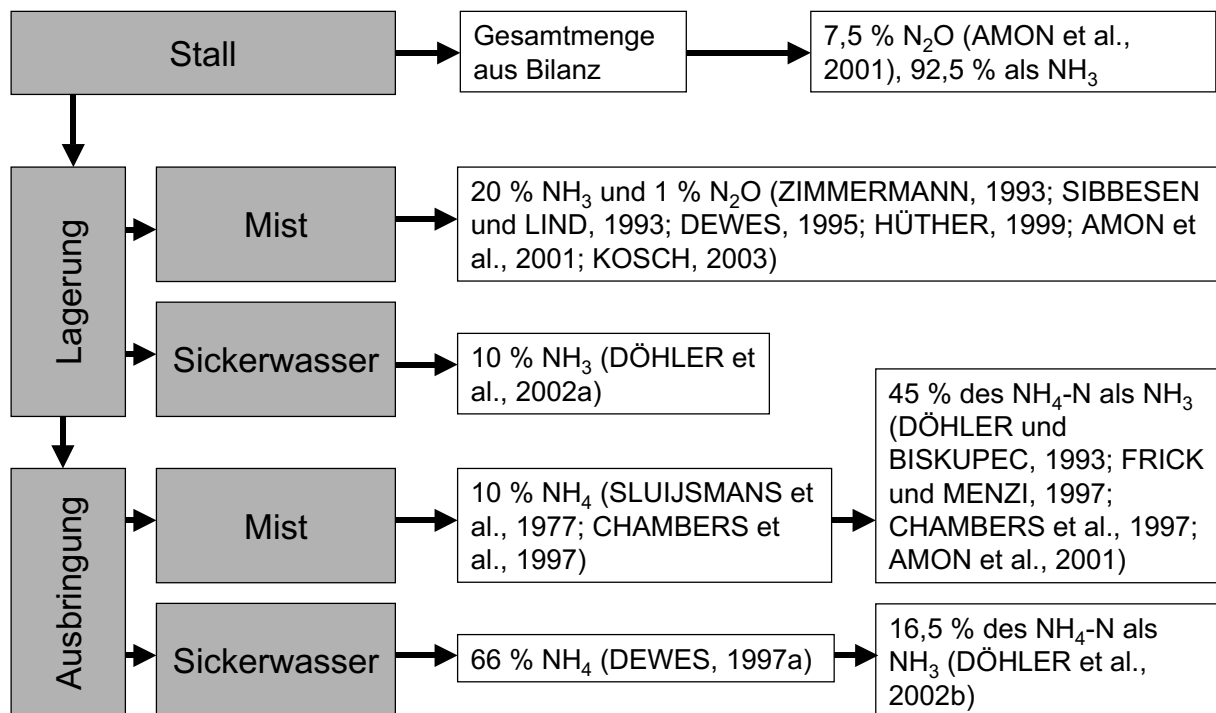 Stall
Gesamtmenge
aus Bilanz
7,5 % N₂O (AMON et al.,
2001), 92,5 % als NH₃
Lagerung
Mist
20 % NH₃ und 1 % N₂O (ZIMMERMANN, 1993; SIBBESEN
und LIND, 1993; DEWES, 1995; HÜTHER, 1999; AMON et
al., 2001; KOSCH, 2003)
Sickerwasser
10 % NH₃ (DÖHLER et
al., 2002a)
Ausbringung
Mist
10 % NH₄ (SLUIJSMANS et
al., 1977; CHAMBERS et
al., 1997)
45 % des NH₄-N als NH₃
(DÖHLER und
BISKUPEC, 1993; FRICK
und MENZI, 1997;
CHAMBERS et al., 1997;
AMON et al., 2001)
Sickerwasser
66 % NH₄ (DEWES, 1997a)
16,5 % des NH₄-N als
NH₃ (DÖHLER et al.,
2002b)